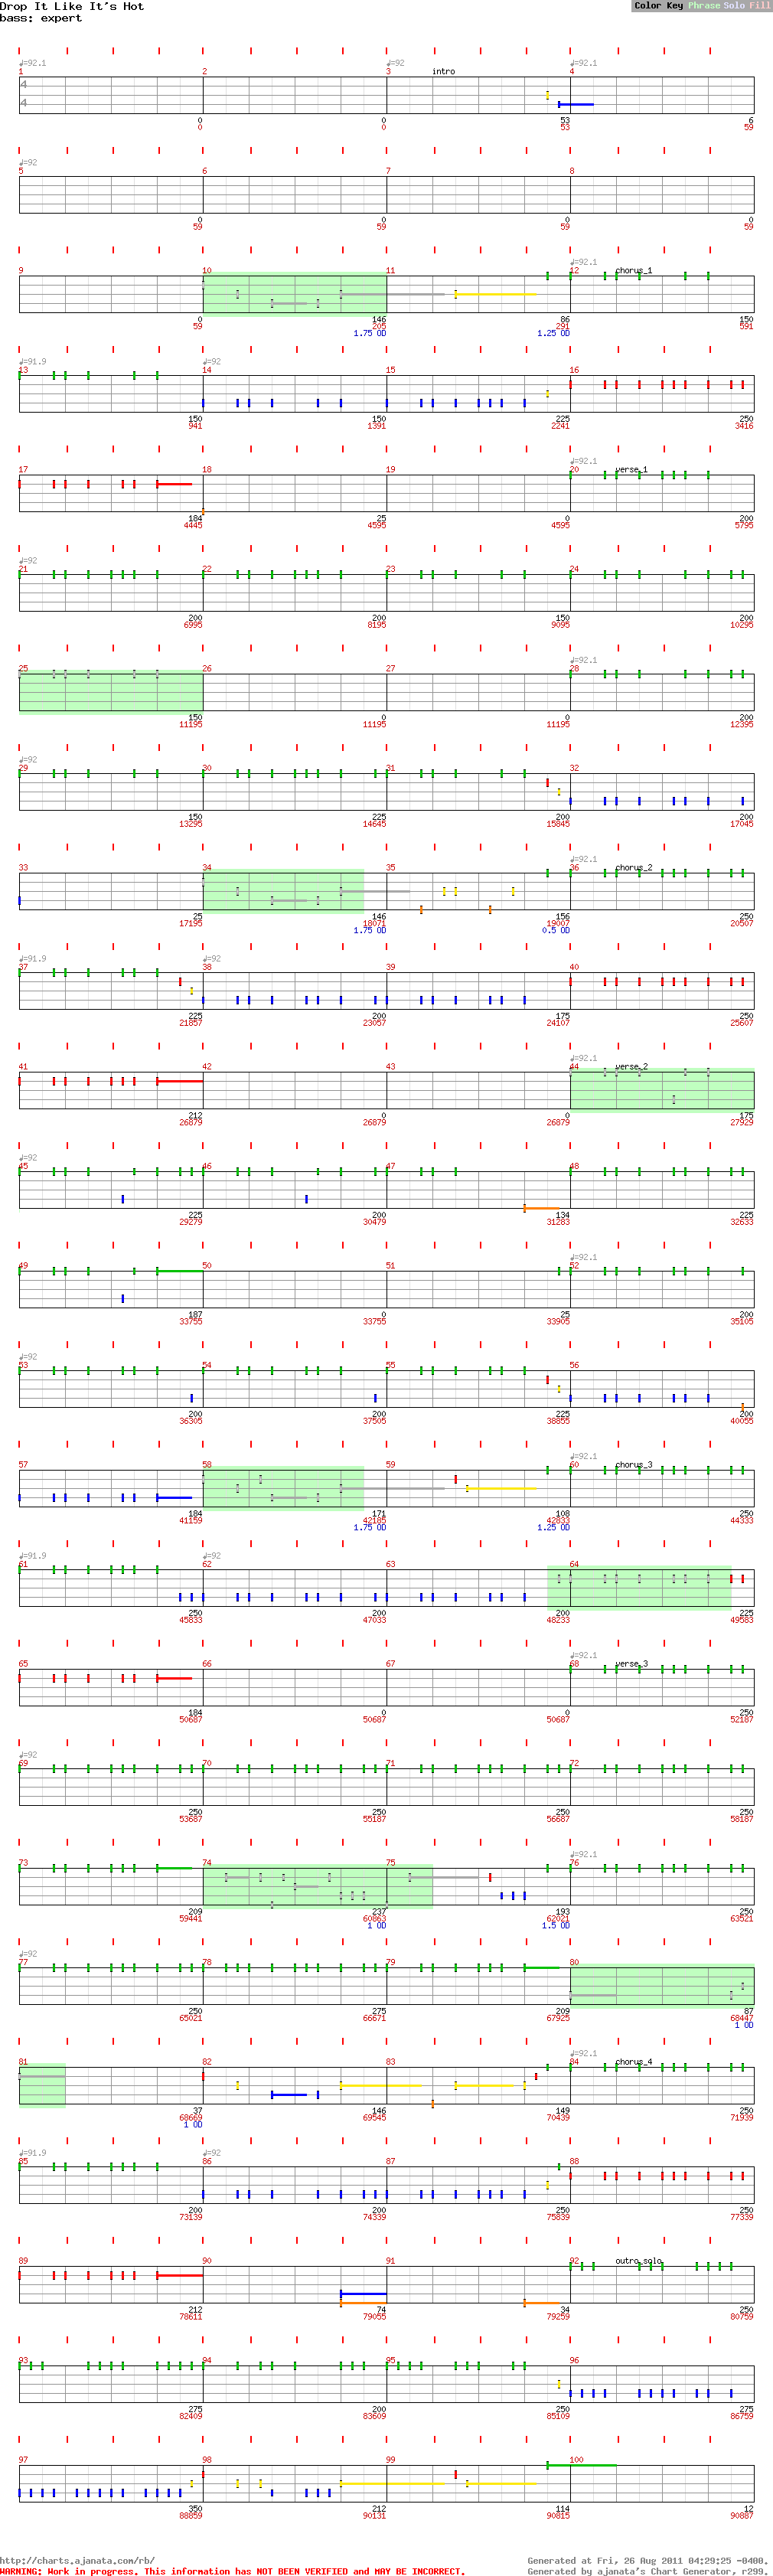 Drop It Like It's Hot
bass: expert
Color Key Phrase Solo Fill
♩=92.1 ♩=92 ♩=92.1
1 2 3 intro 4
4
4
0 0 53 6
0 0 53 59
♩=92
5 6 7 8
0 0 0 0
59 59 59 59
♩=92.1
9 10 11 12 chorus_1
0 146 86 150
59 205 291 591
1.75 OD 1.25 OD
♩=91.9 ♩=92
13 14 15 16
150 150 225 250
941 1391 2241 3416
♩=92.1
17 18 19 20 verse_1
184 25 0 200
4445 4595 4595 5795
♩=92
21 22 23 24
200 200 150 200
6995 8195 9095 10295
♩=92.1
25 26 27 28
150 0 0 200
11195 11195 11195 12395
♩=92
29 30 31 32
150 225 200 200
13295 14645 15845 17045
♩=92.1
33 34 35 36 chorus_2
25 146 156 250
17195 18071 19007 20507
1.75 OD 0.5 OD
♩=91.9 ♩=92
37 38 39 40
225 200 175 250
21857 23057 24107 25607
♩=92.1
41 42 43 44 verse_2
212 0 0 175
26879 26879 26879 27929
♩=92
45 46 47 48
225 200 134 225
29279 30479 31283 32633
♩=92.1
49 50 51 52
187 0 25 200
33755 33755 33905 35105
♩=92
53 54 55 56
200 200 225 200
36305 37505 38855 40055
♩=92.1
57 58 59 60 chorus_3
184 171 108 250
41159 42185 42833 44333
1.75 OD 1.25 OD
♩=91.9 ♩=92
61 62 63 64
250 200 200 225
45833 47033 48233 49583
♩=92.1
65 66 67 68 verse_3
184 0 0 250
50687 50687 50687 52187
♩=92
69 70 71 72
250 250 250 250
53687 55187 56687 58187
♩=92.1
73 74 75 76
209 237 193 250
59441 60863 62021 63521
1 OD 1.5 OD
♩=92
77 78 79 80
250 275 209 87
65021 66671 67925 68447
1 OD
♩=92.1
81 82 83 84 chorus_4
37 146 149 250
68669 69545 70439 71939
1 OD
♩=91.9 ♩=92
85 86 87 88
200 200 250 250
73139 74339 75839 77339
89 90 91 92 outro_solo
212 74 34 250
78611 79055 79259 80759
93 94 95 96
275 200 250 275
82409 83609 85109 86759
97 98 99 100
350 212 114 12
88859 90131 90815 90887
http://charts.ajanata.com/rb/
WARNING: Work in progress. This information has NOT BEEN VERIFIED and MAY BE INCORRECT.
Generated at Fri, 26 Aug 2011 04:29:25 -0400.
Generated by ajanata's Chart Generator, r299.